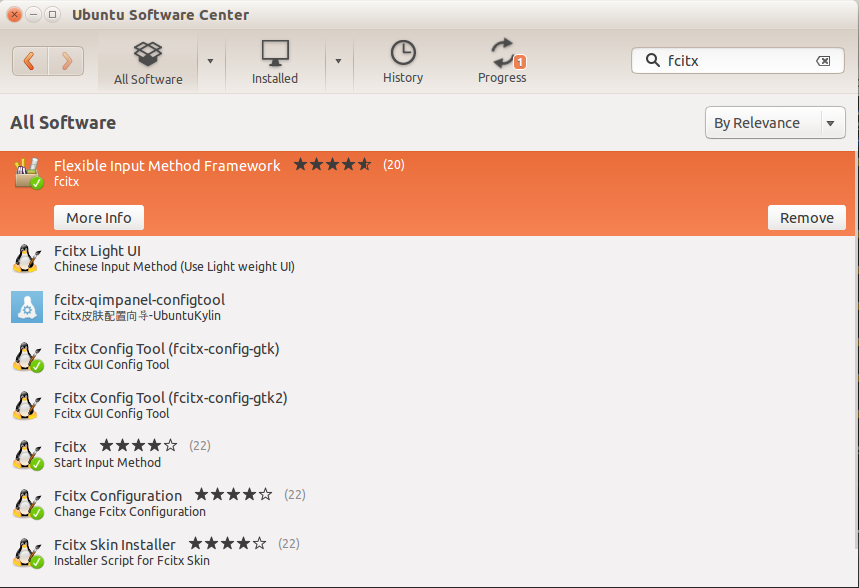 Ubuntu Software Center
All Software
Installed
History
Progress
1
fcitx
All Software
By Relevance
Flexible Input Method Framework (20)
fcitx
More Info
Remove
Fcitx Light UI
Chinese Input Method (Use Light weight UI)
fcitx-qimpanel-configtool
Fcitx皮肤配置向导-UbuntuKylin
Fcitx Config Tool (fcitx-config-gtk)
Fcitx GUI Config Tool
Fcitx Config Tool (fcitx-config-gtk2)
Fcitx GUI Config Tool
Fcitx (22)
Start Input Method
Fcitx Configuration (22)
Change Fcitx Configuration
Fcitx Skin Installer (22)
Installer Script for Fcitx Skin